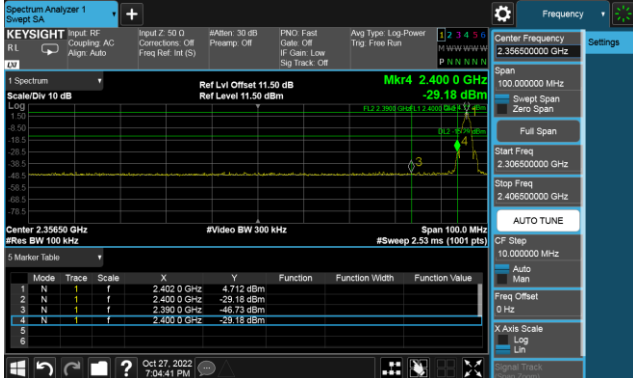 Spectrum Analyzer 1
Swept SA
+
Frequency
KEYSIGHT
RL
Input: RF
Coupling: AC
Align: Auto
Input Z: 50 Ω
Corrections: Off
Freq Ref: Int (S)
#Atten: 30 dB
Preamp: Off
PNO: Fast
Gate: Off
IF Gain: Low
Sig Track: Off
Avg Type: Log-Power
Trig: Free Run
1 2 3 4 5 6
M W W W W W
P N N N N N
1 Spectrum
Scale/Div 10 dB
Ref Lvl Offset 11.50 dB
Ref Level 11.50 dBm
Mkr4 2.400 0 GHz
-29.18 dBm
Log
1.50
-8.50
-18.5
-28.5
-38.5
-48.5
-58.5
-68.5
-78.5
FL2 2.3900 GHz
1
3
4
Center 2.35650 GHz
#Res BW 100 kHz
#Video BW 300 kHz
Span 100.0 MHz
#Sweep 2.53 ms (1001 pts)
5 Marker Table
Mode Trace Scale X Y Function Function Width Function Value
1 N 1 f 2.402 0 GHz 4.712 dBm
2 N 1 f 2.400 0 GHz -29.18 dBm
3 N 1 f 2.390 0 GHz -46.73 dBm
4 N 1 f 2.400 0 GHz -29.18 dBm
5
6
?
Oct 27, 2022
7:04:41 PM
Center Frequency
2.356500000 GHz
Settings
Span
100.000000 MHz
Swept Span
Zero Span
Full Span
Start Freq
2.306500000 GHz
Stop Freq
2.406500000 GHz
AUTO TUNE
CF Step
10.000000 MHz
Auto
Man
Freq Offset
0 Hz
X Axis Scale
Log
Lin
Signal Track
(Span Zoom)